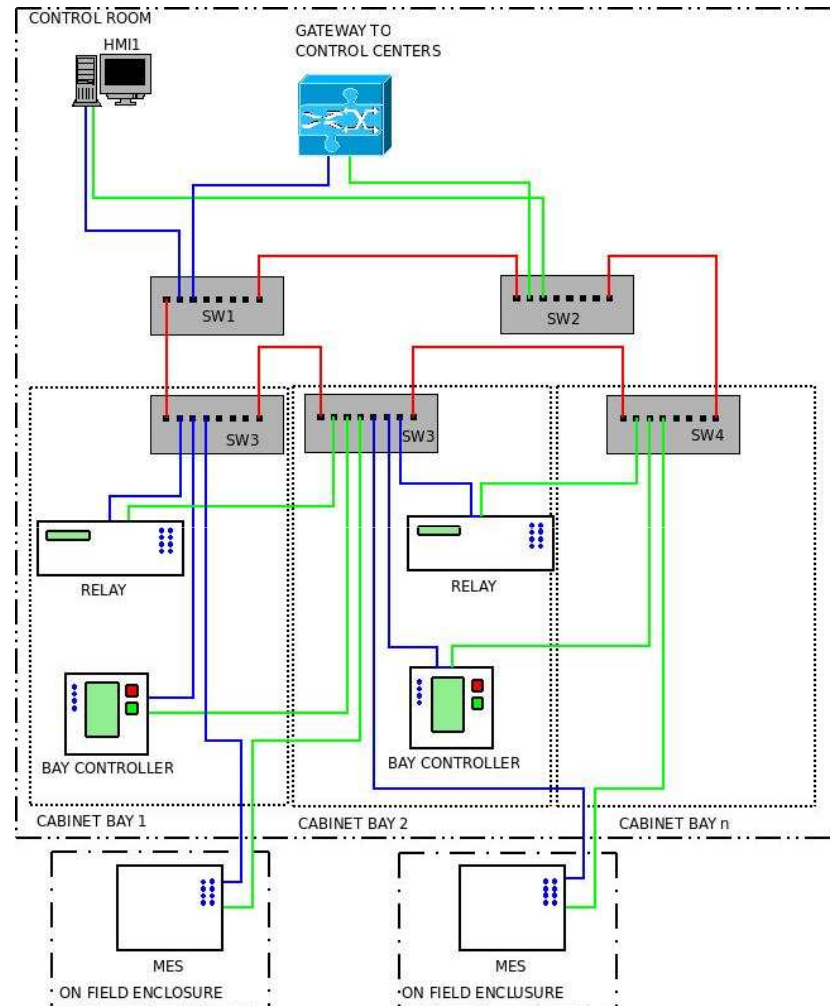 CONTROL ROOM
HMI1
GATEWAY TO
CONTROL CENTERS
SW1
SW2
SW3
SW3
SW4
RELAY
RELAY
BAY CONTROLLER
BAY CONTROLLER
CABINET BAY 1
CABINET BAY 2
CABINET BAY n
MES
MES
ON FIELD ENCLOSURE
ON FIELD ENCLUSURE